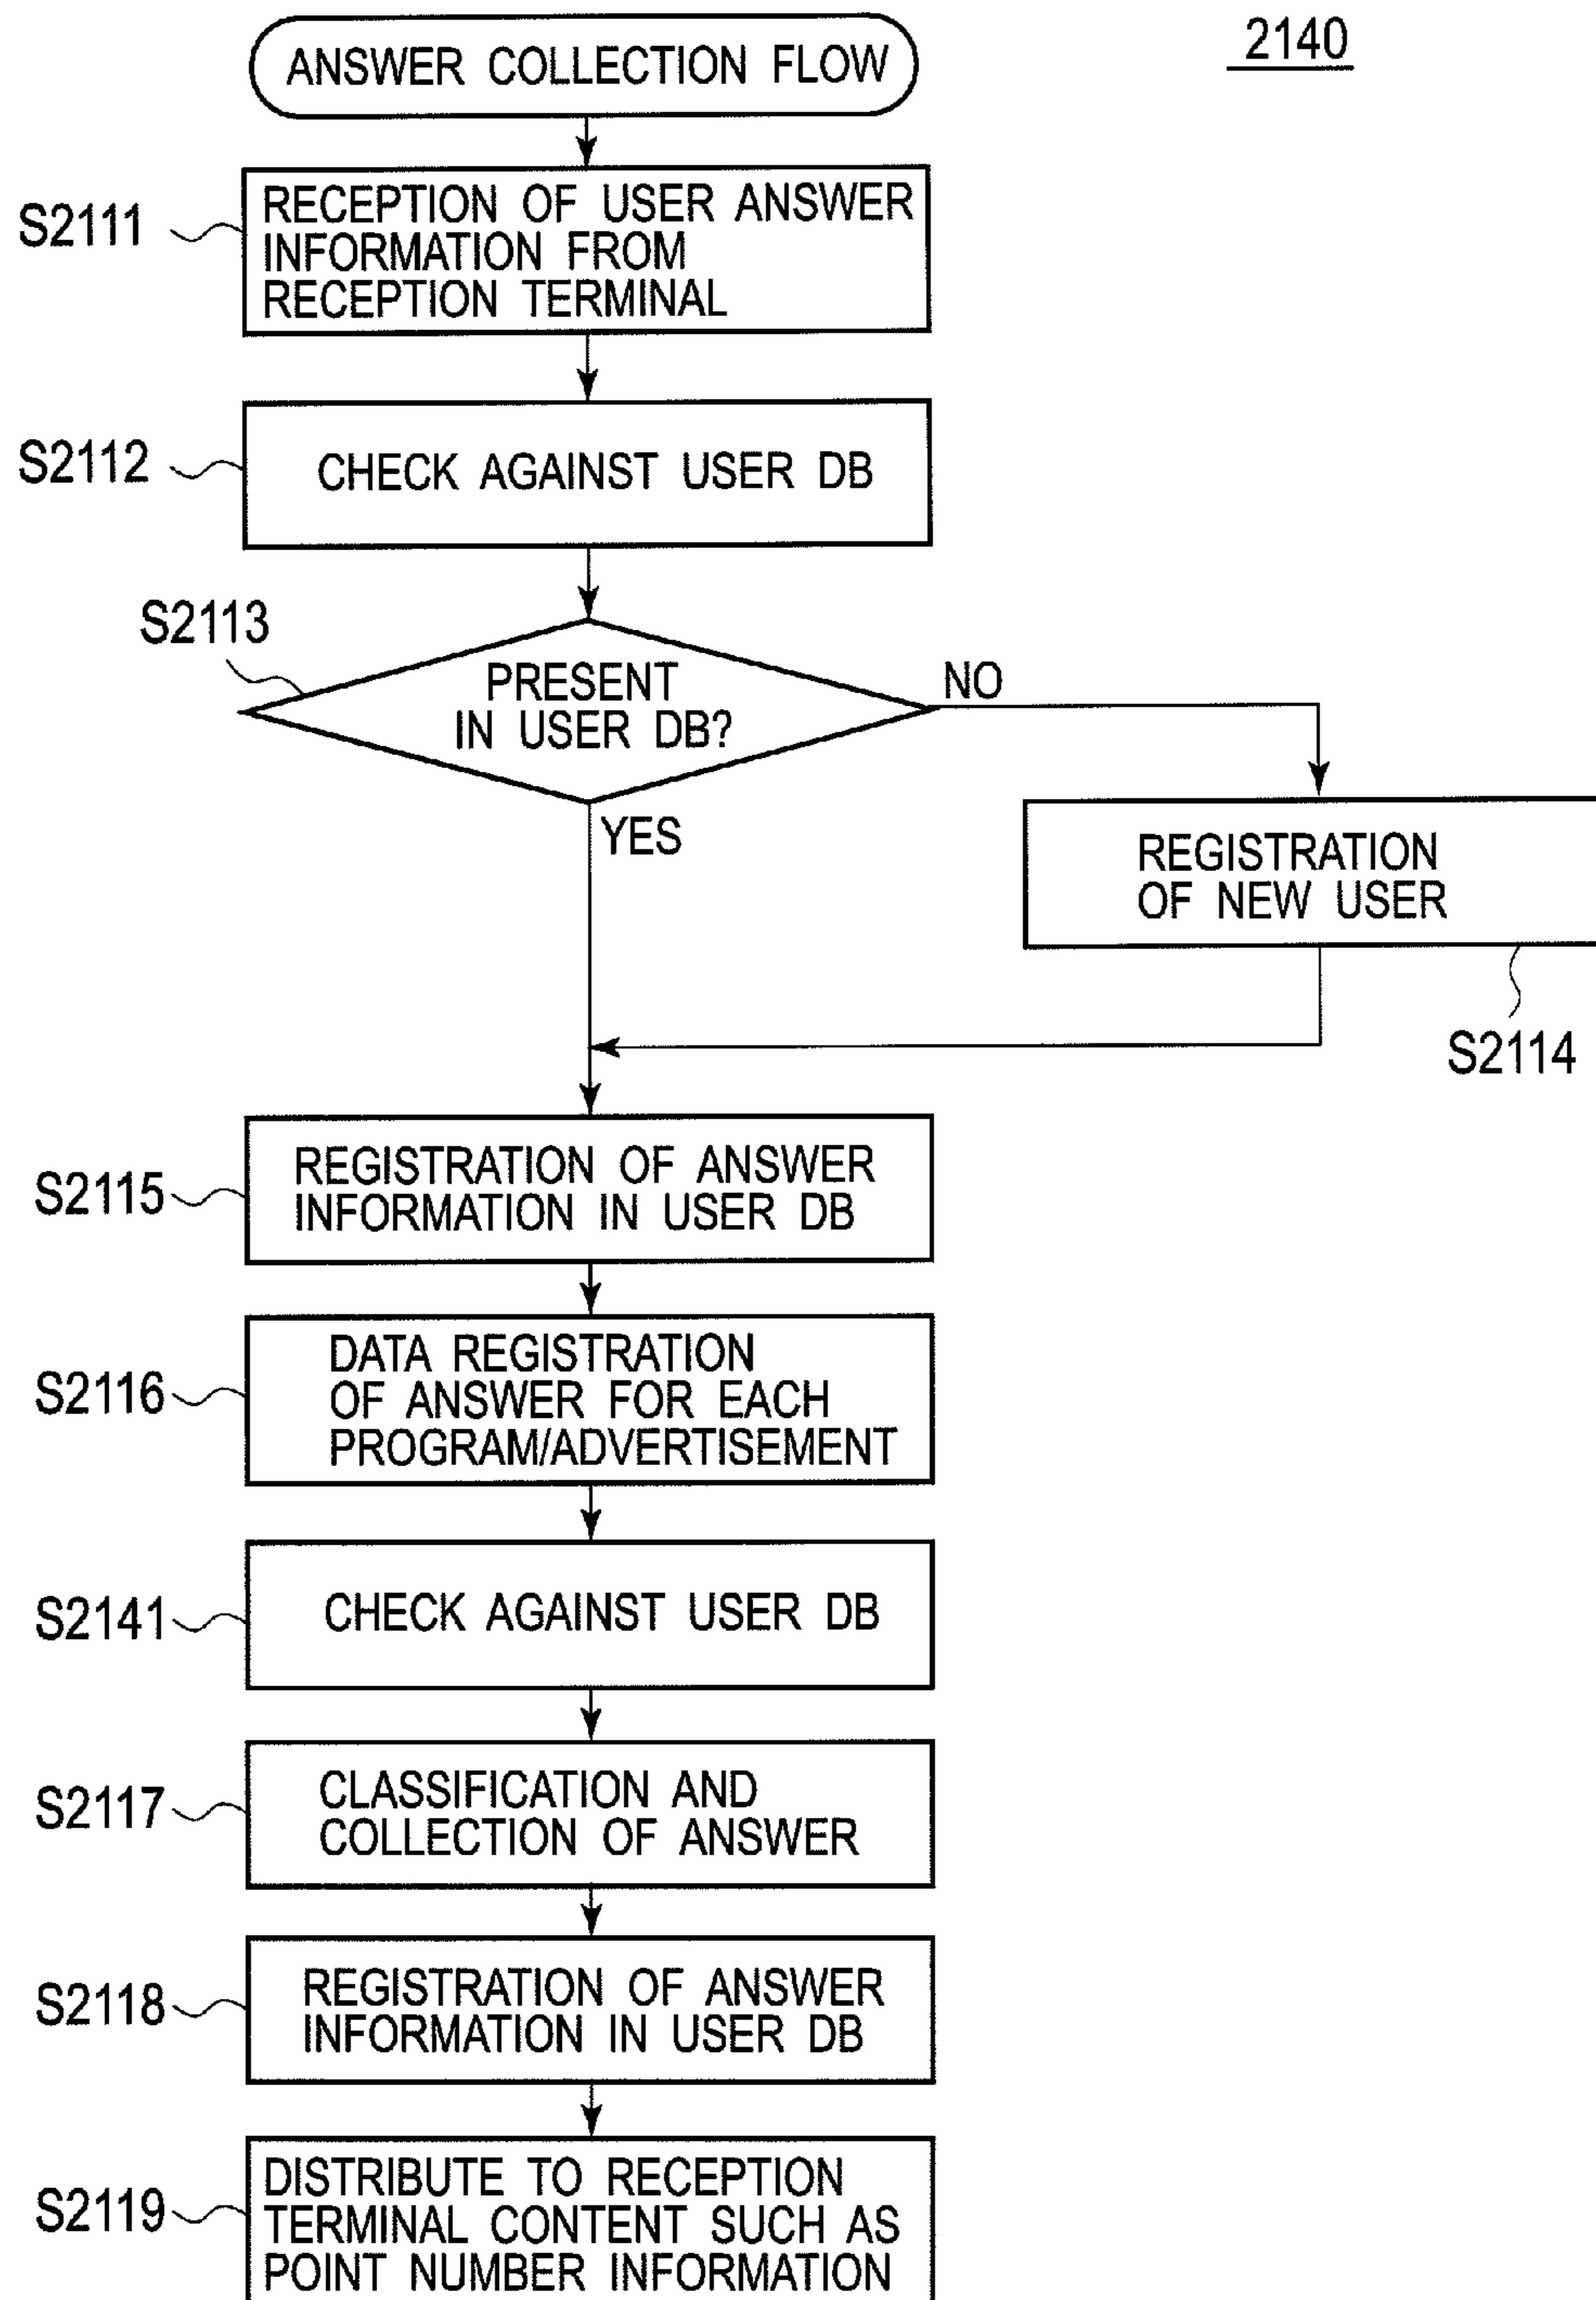 2140
ANSWER COLLECTION FLOW
S2111
RECEPTION OF USER ANSWER
INFORMATION FROM
RECEPTION TERMINAL
S2112
CHECK AGAINST USER DB
S2113
PRESENT
IN USER DB?
NO
YES
REGISTRATION
OF NEW USER
S2114
S2115
REGISTRATION OF ANSWER
INFORMATION IN USER DB
S2116
DATA REGISTRATION
OF ANSWER FOR EACH
PROGRAM/ADVERTISEMENT
S2141
CHECK AGAINST USER DB
S2117
CLASSIFICATION AND
COLLECTION OF ANSWER
S2118
REGISTRATION OF ANSWER
INFORMATION IN USER DB
S2119
DISTRIBUTE TO RECEPTION
TERMINAL CONTENT SUCH AS
POINT NUMBER INFORMATION